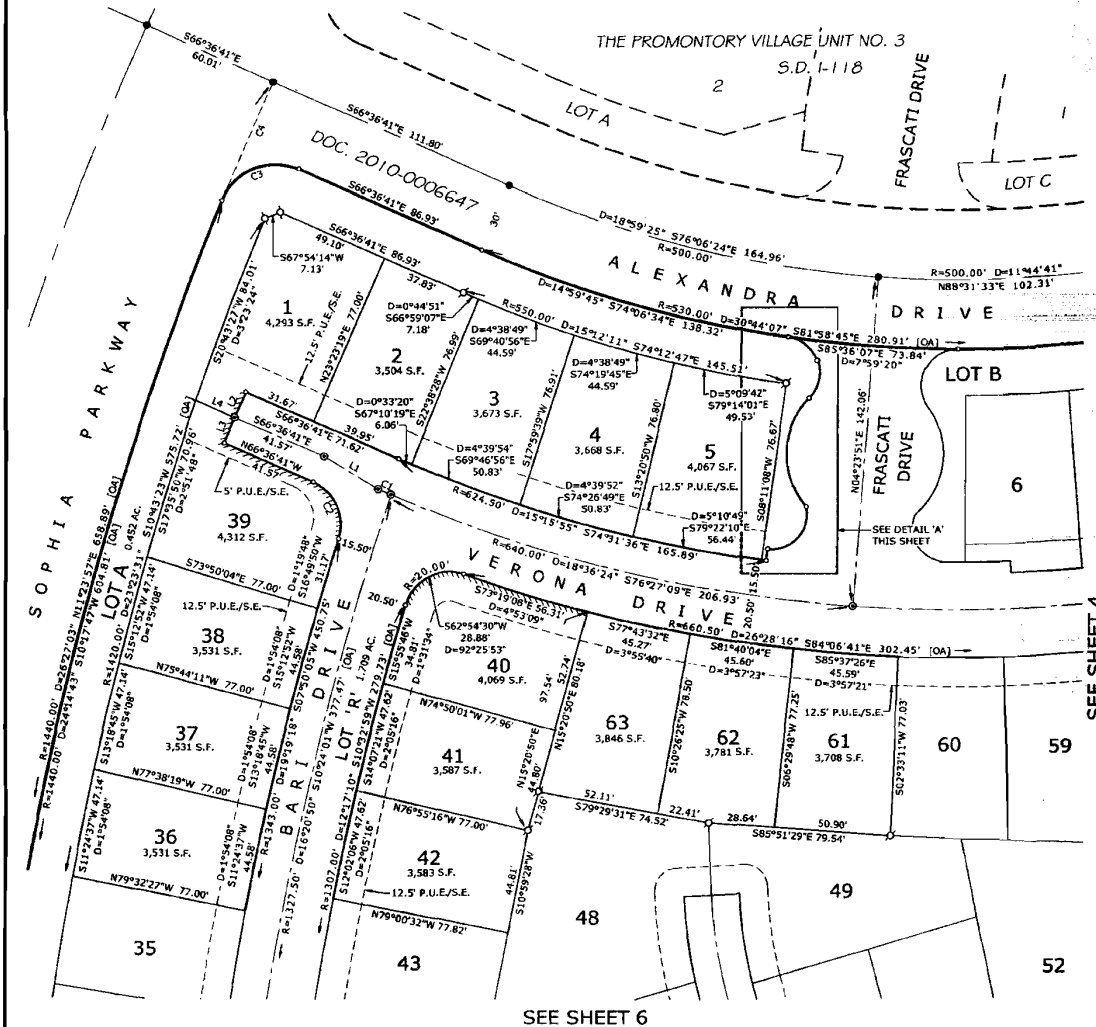 THE PROMONTORY VILLAGE UNIT NO. 3
S.D. I-118
2
LOT A
FRASCATI DRIVE
LOT C
S66°36'41"E
60.01'
S66°36'41"E 111.80'
DOC. 2010-0006647
30'
C4
C3
S66°36'41"E 86.93'
D=18°59'25" S76°06'24"E 164.96'
R=500.00'
R=500.00' D=11°44'41"
N88°31'33"E 102.31'
ALEXANDRA
DRIVE
D=14°59'45" S74°06'34"E 138.32'
R=530.00'
D=30°44'07" S81°58'45"E 280.91' [OA]
S85°36'07"E 73.84'
D=7°59'20"
LOT B
S66°36'41"E 86.93'
49.10'
37.83'
S67°54'14"W
7.13'
D=0°44'51"
S66°59'07"E
7.18'
R=550.00' D=15°12'11" S74°12'47"E 145.51'
D=4°38'49"
S69°40'56"E
44.59'
D=4°38'49"
S74°19'45"E
44.59'
D=5°09'42"
S79°14'01"E
49.53'
1
4,293 S.F.
2
3,504 S.F.
3
3,673 S.F.
4
3,668 S.F.
5
4,067 S.F.
6
S20°43'27"W 84.01'
D=3°23'24"
12.5' P.U.E./S.E.
N23°23'19"E 77.00'
S22°38'28"W 76.99'
S17°59'39"W 76.91'
S13°20'50"W 76.80'
S08°11'08"W 76.67'
12.5' P.U.E./S.E.
N04°23'51"E 142.06'
FRASCATI
DRIVE
SEE DETAIL 'A'
THIS SHEET
D=0°33'20"
S67°10'19"E
6.06'
31.67'
S66°36'41"E 71.62'
39.95'
D=4°39'54"
S69°46'56"E
50.83'
D=4°39'52"
S74°26'49"E
50.83'
D=5°10'49"
S79°22'10"E
56.44'
R=624.50' D=15°15'55" S74°31'36"E 165.89'
L4
L3
L2
S66°36'41"E
41.57'
L1
C1
N66°36'41"W
41.57'
C2
5' P.U.E./S.E.
15.50'
R=640.00' D=18°36'24" S76°27'09"E 206.93'
VERONA DRIVE
20.50'
15.50'
SOPHIA PARKWAY
R=1440.00' D=26°27'03" N11°23'57"E 658.89' [OA]
R=1440.00' D=24°14'43" S10°17'47"W 604.81' [OA]
LOT A 0.452 AC.
R=1420.00' D=23°23'31" S10°43'23"W 575.72' [OA]
S17°35'50"W 70.96'
D=2°51'48"
39
4,312 S.F.
D=1°19'48"
S16°49'50"W
31.17'
S73°50'04"E 77.00'
S15°12'52"W 47.14'
D=1°54'08"
12.5' P.U.E./S.E.
38
3,531 S.F.
D=1°54'08"
S15°12'52"W
44.58'
N75°44'11"W 77.00'
S13°18'45"W 47.14'
D=1°54'08"
37
3,531 S.F.
D=1°54'08"
S13°18'45"W
44.58'
N77°38'19"W 77.00'
S11°24'37"W 47.14'
D=1°54'08"
36
3,531 S.F.
D=1°54'08"
S11°24'37"W
44.58'
N79°32'27"W 77.00'
35
R=1343.00' D=19°19'18" S07°50'05"W 450.75' [OA]
BARI DRIVE
R=1327.50' D=16°20'50" S10°24'01"W 377.47' [OA]
LOT 'R' 1.709 AC.
R=1307.00' D=12°17'10" S10°32'59"W 279.73' [OA]
R=20.00'
20.50'
S62°54'30"W
28.88'
D=92°25'53"
S73°19'08"E 56.31'
D=4°53'09"
S15°55'46"W
34.81'
D=1°31'34"
40
4,069 S.F.
N74°50'01"W 77.96'
S14°07'21"W 47.62'
D=2°05'16"
41
3,587 S.F.
N76°55'16"W 77.00'
S12°02'06"W 47.62'
D=2°05'16"
42
3,583 S.F.
12.5' P.U.E./S.E.
N79°00'32"W 77.82'
43
52.74'
97.54'
N15°20'50"E
44.80'
N15°20'50"E 80.18'
17.36'
44.81'
S10°59'28"W
R=660.50' D=26°28'16" S84°06'41"E 302.45' [OA]
S77°43'32"E
45.27'
D=3°55'40"
S81°40'04"E
45.60'
D=3°57'23"
S85°37'26"E
45.59'
D=3°57'21"
12.5' P.U.E./S.E.
63
3,846 S.F.
62
3,781 S.F.
61
3,708 S.F.
60
59
S10°26'25"W 78.50'
S06°29'48"W 77.25'
S02°33'11"W 77.03'
52.11'
S79°29'31"E 74.52'
22.41'
28.64'
S85°51'29"E 79.54'
50.90'
48
49
52
SEE SHEET 4
SEE SHEET 6